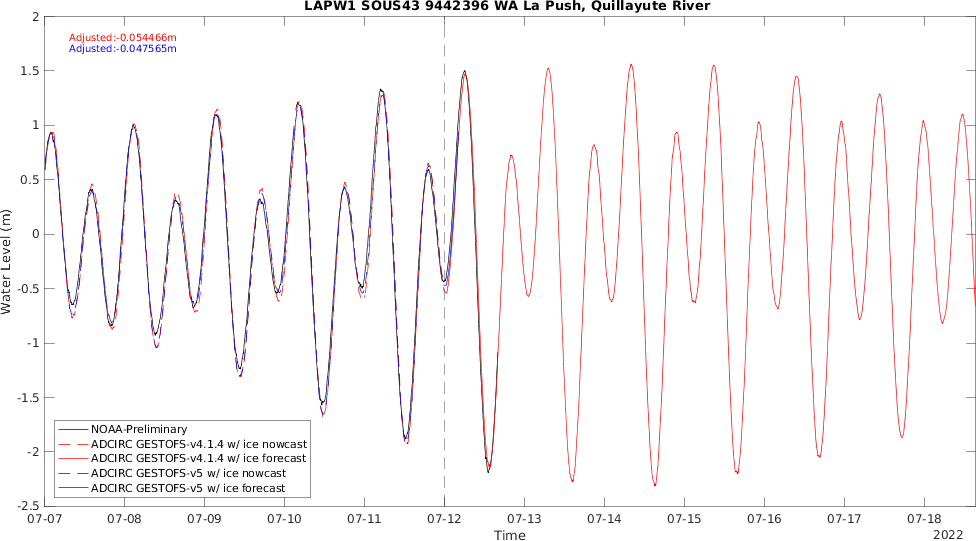 LAPW1 SOUS43 9442396 WA La Push, Quillayute River
Adjusted:-0.054466m
Adjusted:-0.047565m
2
1.5
1
0.5
0
-0.5
-1
-1.5
-2
-2.5
Water Level (m)
NOAA-Preliminary
ADCIRC GESTOFS-v4.1.4 w/ ice nowcast
ADCIRC GESTOFS-v4.1.4 w/ ice forecast
ADCIRC GESTOFS-v5 w/ ice nowcast
ADCIRC GESTOFS-v5 w/ ice forecast
07-07 07-08 07-09 07-10 07-11 07-12 07-13 07-14 07-15 07-16 07-17 07-18
Time
2022